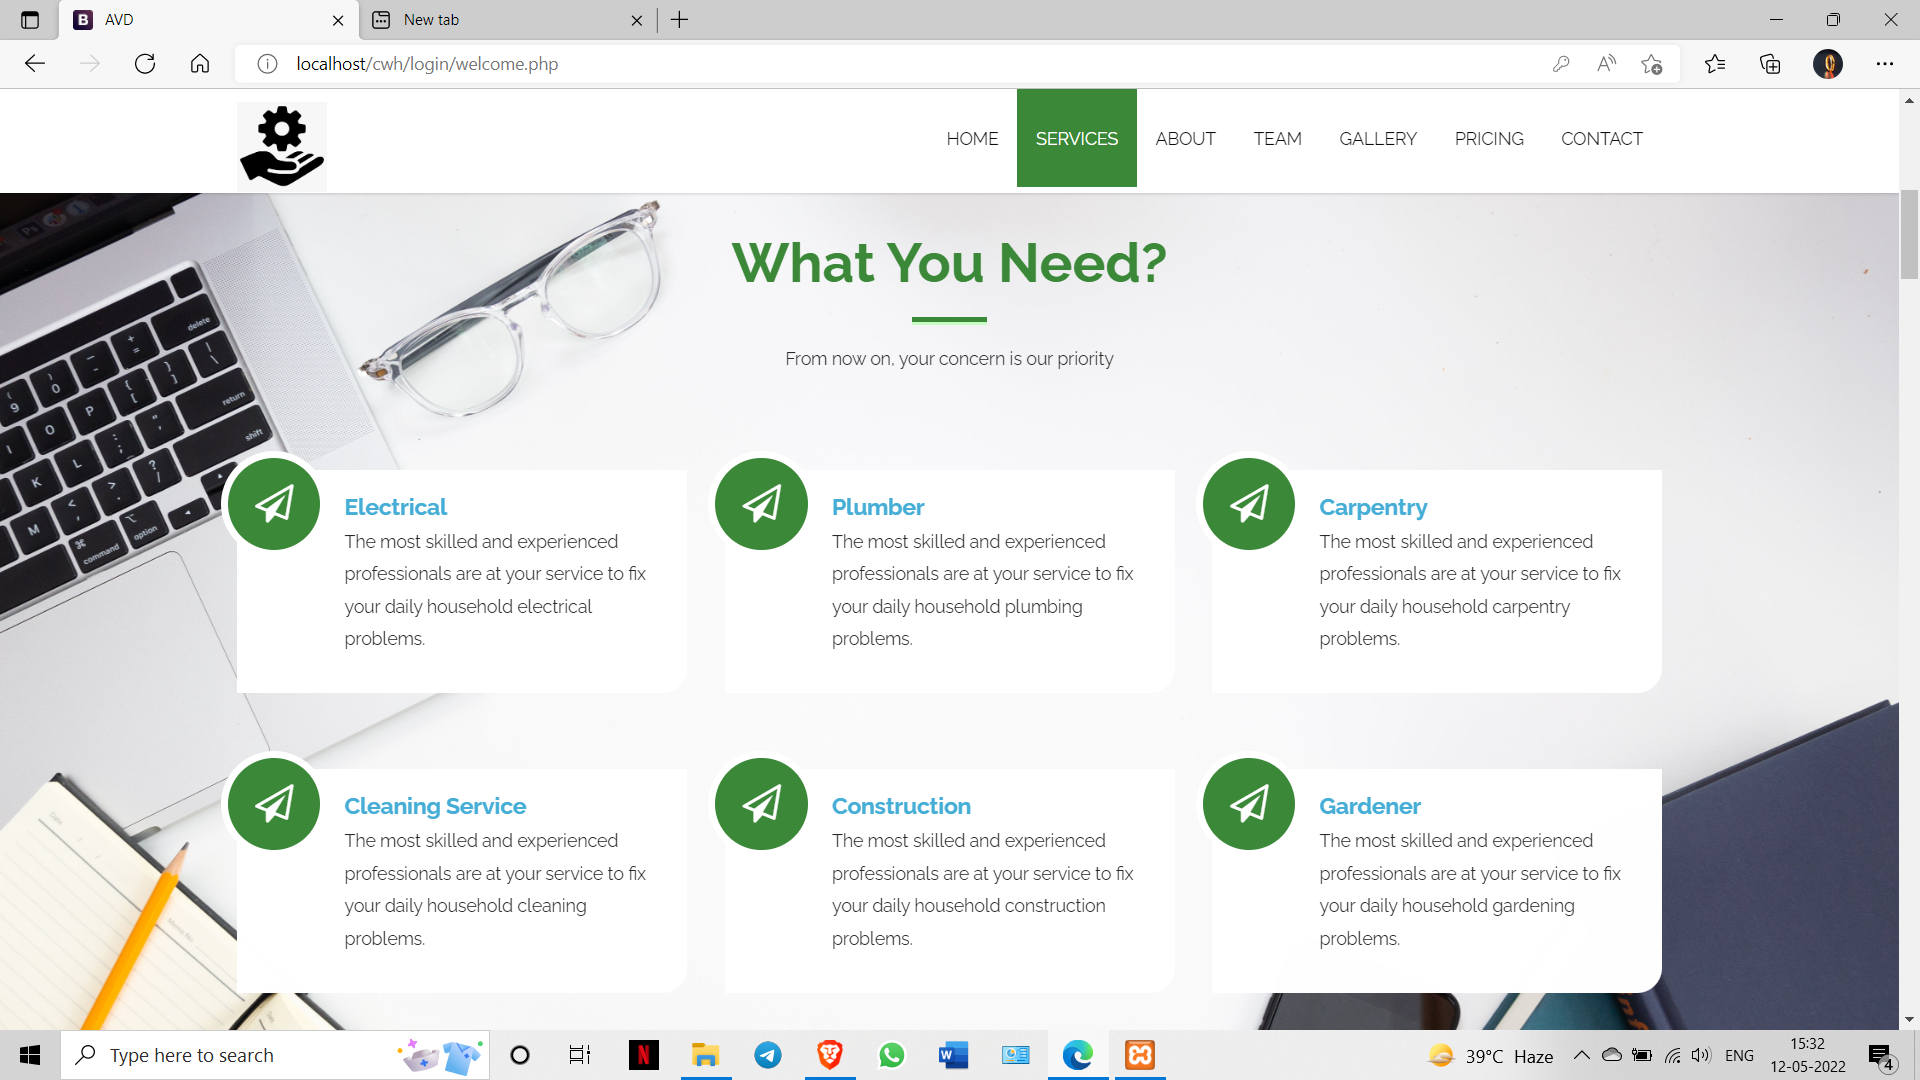 AVD
New tab
localhost/cwh/login/welcome.php
HOME SERVICES ABOUT TEAM GALLERY PRICING CONTACT
What You Need?
From now on, your concern is our priority
Electrical
The most skilled and experienced
professionals are at your service to fix
your daily household electrical
problems.
Plumber
The most skilled and experienced
professionals are at your service to fix
your daily household plumbing
problems.
Carpentry
The most skilled and experienced
professionals are at your service to fix
your daily household carpentry
problems.
Cleaning Service
The most skilled and experienced
professionals are at your service to fix
your daily household cleaning
problems.
Construction
The most skilled and experienced
professionals are at your service to fix
your daily household construction
problems.
Gardener
The most skilled and experienced
professionals are at your service to fix
your daily household gardening
problems.
delete
return
shift
command
option
Type here to search
39°C Haze
ENG
15:32
12-05-2022
4